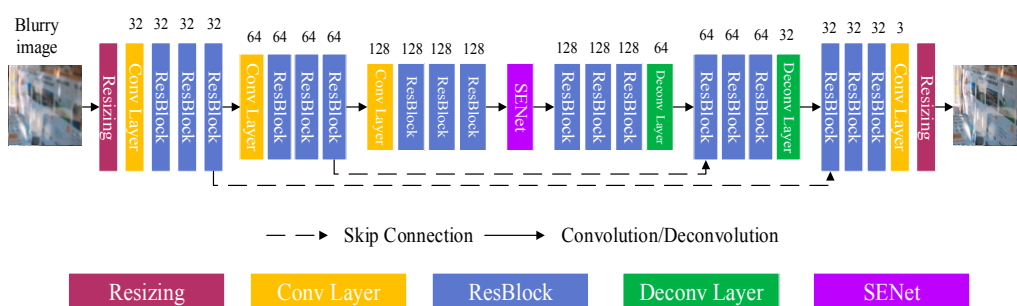 Blurry
image
32 32 32 32
64 64 64 64
128 128 128 128
128 128 128 64
64 64 64 32
32 32 32 3
Resizing
Conv Layer
ResBlock
ResBlock
ResBlock
Conv Layer
ResBlock
ResBlock
ResBlock
Conv Layer
ResBlock
ResBlock
ResBlock
SENet
ResBlock
ResBlock
ResBlock
Deconv Layer
ResBlock
ResBlock
ResBlock
Deconv Layer
ResBlock
ResBlock
ResBlock
Conv Layer
Resizing
Skip Connection
Convolution/Deconvolution
Resizing
Conv Layer
ResBlock
Deconv Layer
SENet